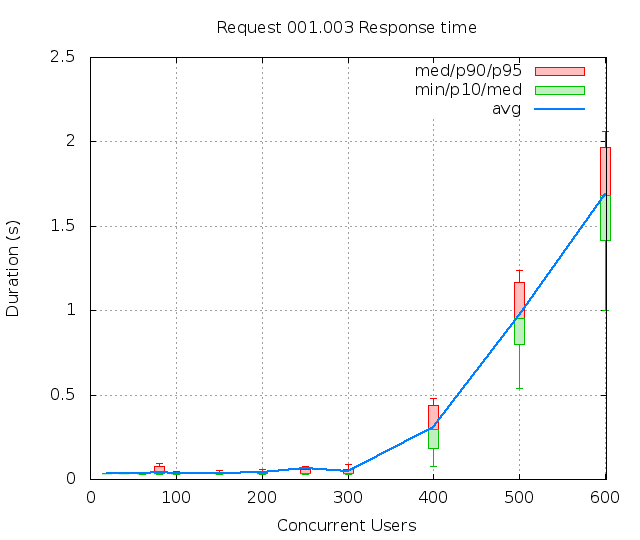 Request 001.003 Response time
med/p90/p95
min/p10/med
avg
2.5
2
1.5
1
0.5
0
Duration (s)
0 100 200 300 400 500 600
Concurrent Users